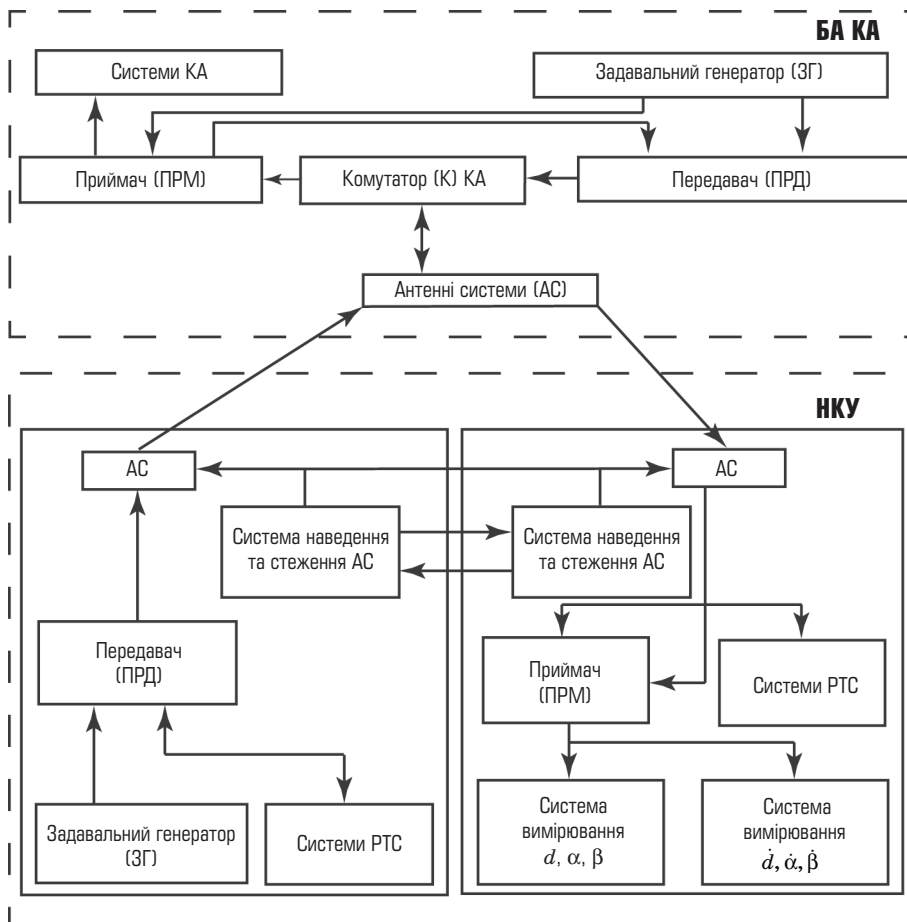 БА КА
Системи КА
Задавальний генератор (ЗГ)
Приймач (ПРМ)
Комутатор (К) КА
Передавач (ПРД)
Антенні системи (АС)
НКУ
АС
АС
Система наведення
та стеження АС
Система наведення
та стеження АС
Передавач
(ПРД)
Приймач
(ПРМ)
Системи РТС
Задавальний генератор
(ЗГ)
Системи РТС
Система
вимірювання
d, α, β
Система
вимірювання
ḋ, α̇, β̇